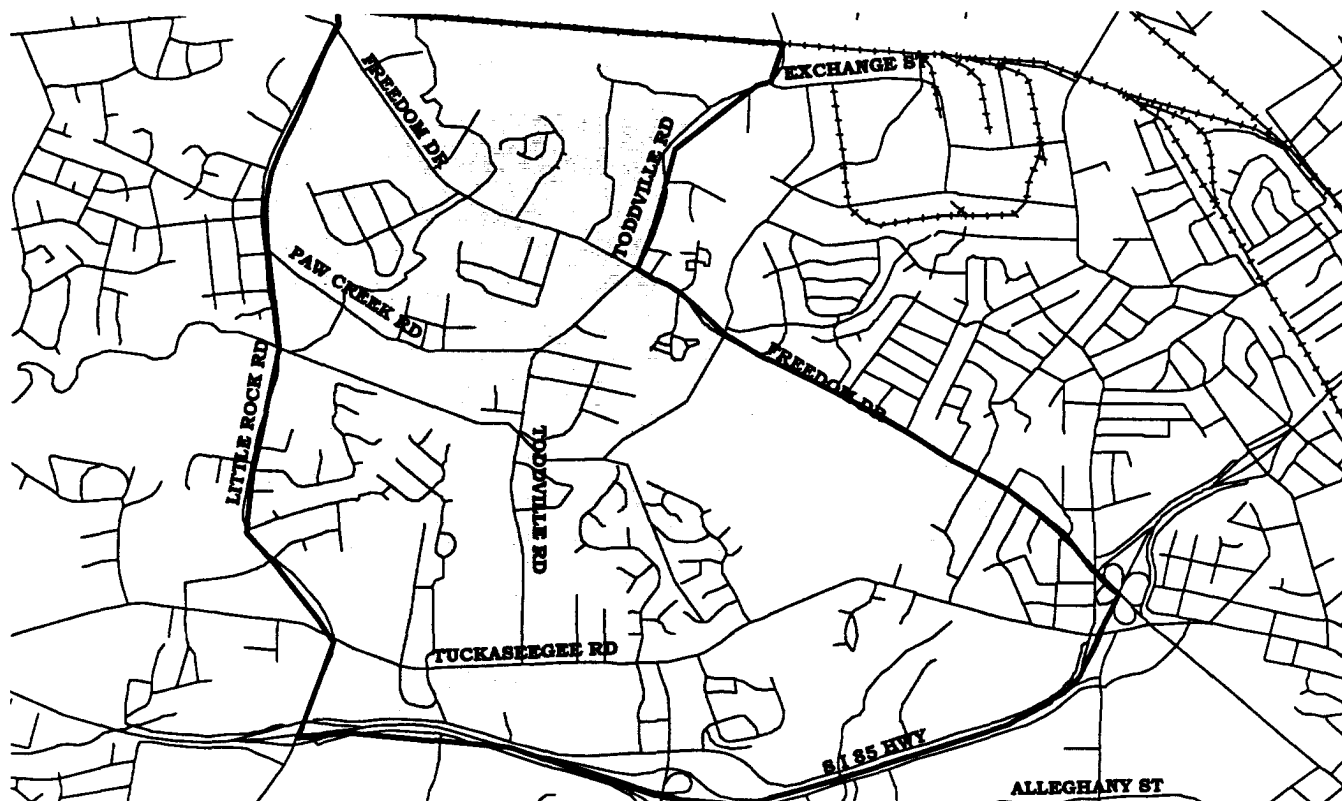 FREEDOM DR
EXCHANGE ST
TODDVILLE RD
PAW CREEK RD
LITTLE ROCK RD
FREEDOM DR
TODDVILLE RD
TUCKASEEGEE RD
S I 85 HWY
ALLEGHANY ST